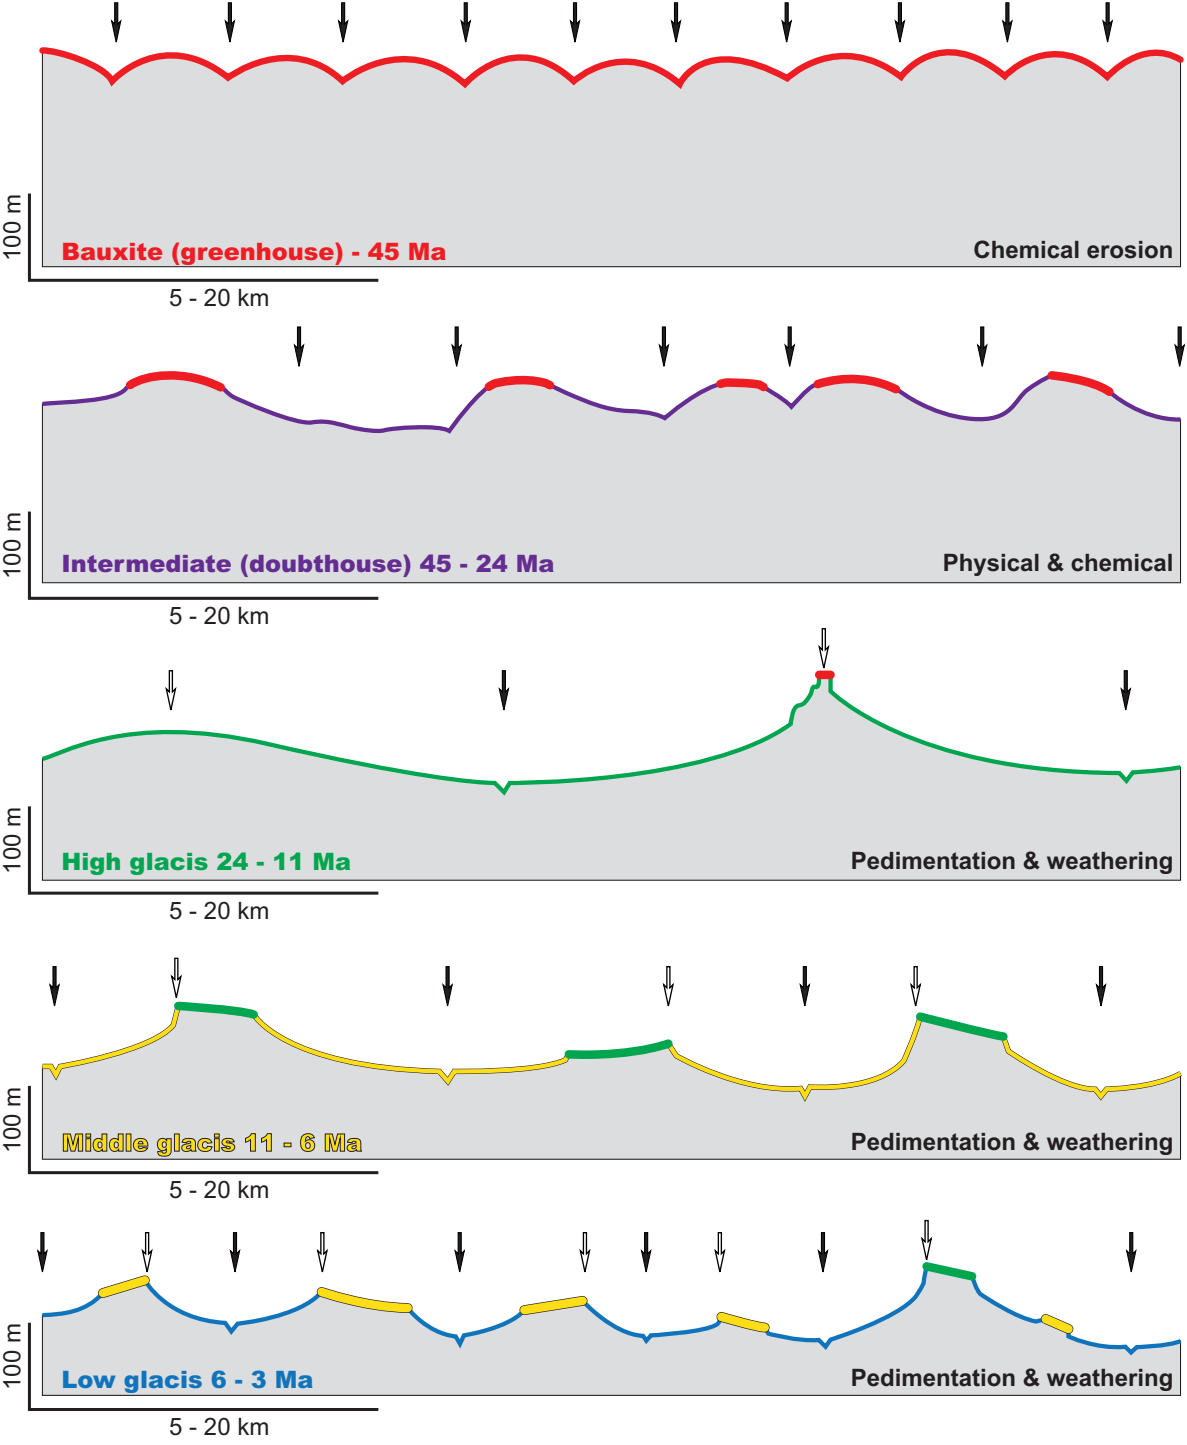 100 m
Bauxite (greenhouse) - 45 Ma
Chemical erosion
5 - 20 km
100 m
Intermediate (doubthouse) 45 - 24 Ma
Physical & chemical
5 - 20 km
100 m
High glacis 24 - 11 Ma
Pedimentation & weathering
5 - 20 km
100 m
Middle glacis 11 - 6 Ma
Pedimentation & weathering
5 - 20 km
100 m
Low glacis 6 - 3 Ma
Pedimentation & weathering
5 - 20 km